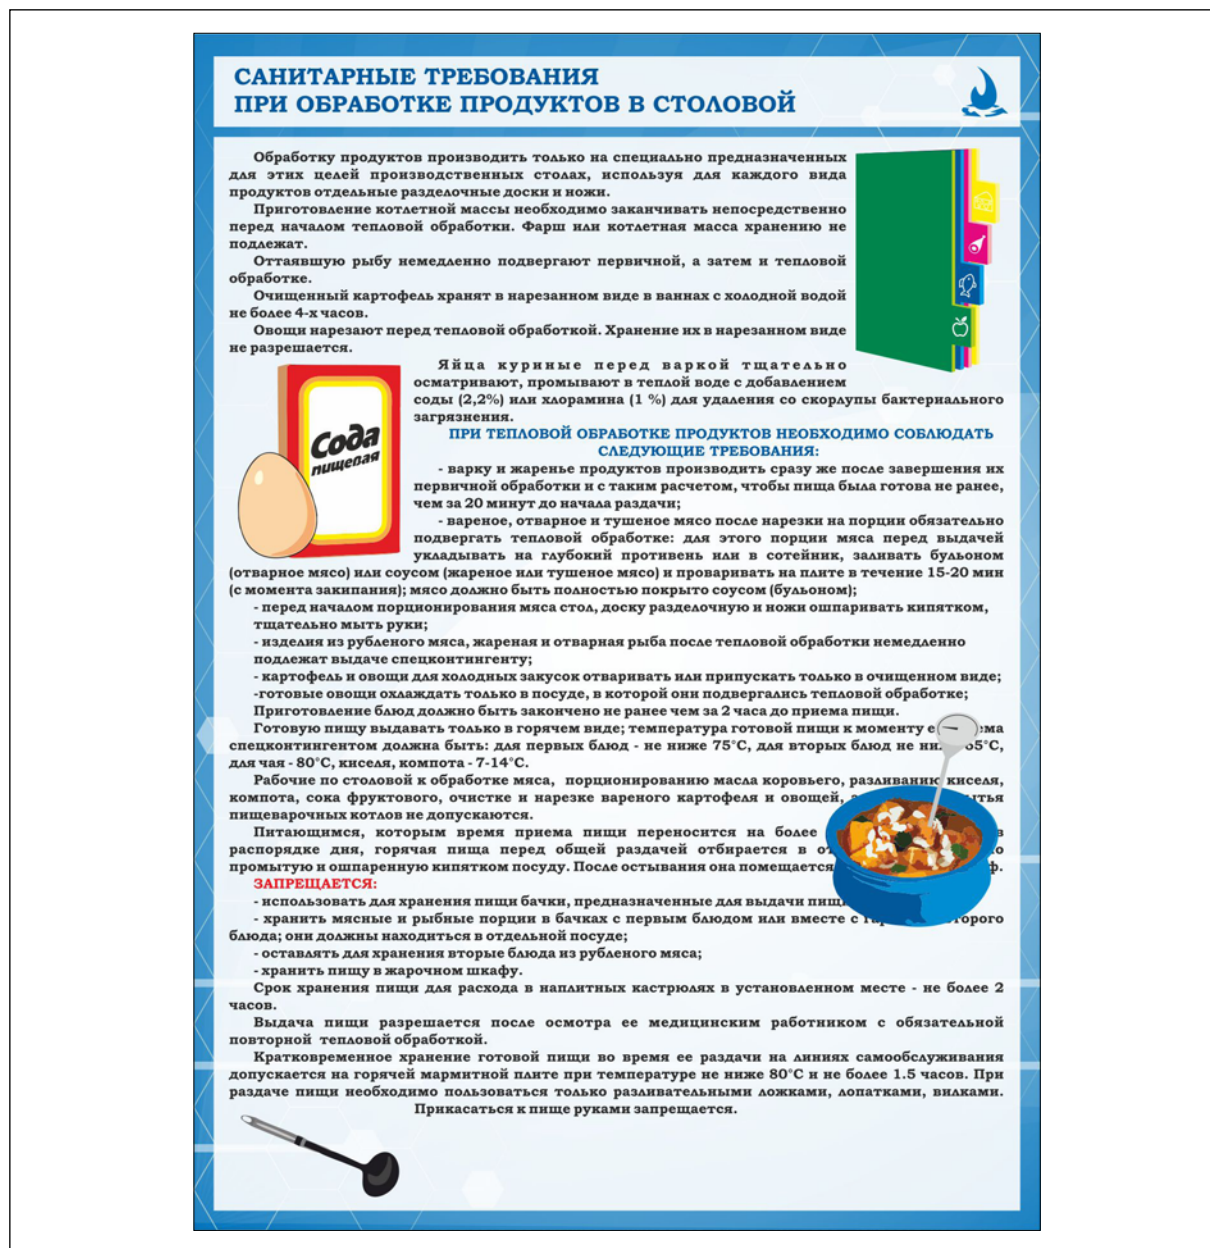 САНИТАРНЫЕ ТРЕБОВАНИЯ
ПРИ ОБРАБОТКЕ ПРОДУКТОВ В СТОЛОВОЙ
Обработку продуктов производить только на специально предназначенных
для этих целей производственных столах, используя для каждого вида
продуктов отдельные разделочные доски и ножи.
Приготовление котлетной массы необходимо заканчивать непосредственно
перед началом тепловой обработки. Фарш или котлетная масса хранению не
подлежат.
Оттаявшую рыбу немедленно подвергают первичной, а затем и тепловой
обработке.
Очищенный картофель хранят в нарезанном виде в ваннах с холодной водой
не более 4-х часов.
Овощи нарезают перед тепловой обработкой. Хранение их в нарезанном виде
не разрешается.
Яйца куриные перед варкой тщательно
осматривают, промывают в теплой воде с добавлением
соды (2,2%) или хлорамина (1 %) для удаления со скорлупы бактериального
загрязнения.
Сода
пищевая
ПРИ ТЕПЛОВОЙ ОБРАБОТКЕ ПРОДУКТОВ НЕОБХОДИМО СОБЛЮДАТЬ
СЛЕДУЮЩИЕ ТРЕБОВАНИЯ:
- варку и жаренье продуктов производить сразу же после завершения их
первичной обработки и с таким расчетом, чтобы пища была готова не ранее,
чем за 20 минут до начала раздачи;
- вареное, отварное и тушеное мясо после нарезки на порции обязательно
подвергать тепловой обработке: для этого порции мяса перед выдачей
укладывать на глубокий противень или в сотейник, заливать бульоном
(отварное мясо) или соусом (жареное или тушеное мясо) и проваривать на плите в течение 15-20 мин
(с момента закипания); мясо должно быть полностью покрыто соусом (бульоном);
- перед началом порционирования мяса стол, доску разделочную и ножи ошпаривать кипятком,
тщательно мыть руки;
- изделия из рубленого мяса, жареная и отварная рыба после тепловой обработки немедленно
подлежат выдаче спецконтингенту;
- картофель и овощи для холодных закусок отваривать или припускать только в очищенном виде;
-готовые овощи охлаждать только в посуде, в которой они подвергались тепловой обработке;
Приготовление блюд должно быть закончено не ранее чем за 2 часа до приема пищи.
Готовую пищу выдавать только в горячем виде; температура готовой пищи к моменту
спецконтингентом должна быть: для первых блюд - не ниже 75°С, для вторых блюд не
для чая - 80°С, киселя, компота - 7-14°С.
Рабочие по столовой к обработке мяса, порционированию масла коровьего, разливанию киселя,
компота, сока фруктового, очистке и нарезке вареного картофеля и овощей,
пищеварочных котлов не допускаются.
Питающимся, которым время приема пищи переносится на более в
распорядке дня, горячая пища перед общей раздачей отбирается в
промытую и ошпаренную кипятком посуду. После остывания она помещается
ЗАПРЕЩАЕТСЯ:
- использовать для хранения пищи бачки, предназначенные для выдачи
- хранить мясные и рыбные порции в бачках с первым блюдом или вместе с второго
блюда; они должны находиться в отдельной посуде;
- оставлять для хранения вторые блюда из рубленого мяса;
- хранить пищу в жарочном шкафу.
Срок хранения пищи для расхода в наплитных кастрюлях в установленном месте - не более 2
часов.
Выдача пищи разрешается после осмотра ее медицинским работником с обязательной
повторной тепловой обработкой.
Кратковременное хранение готовой пищи во время ее раздачи на линиях самообслуживания
допускается на горячей мармитной плите при температуре не ниже 80°С и не более 1.5 часов. При
раздаче пищи необходимо пользоваться только разливательными ложками, лопатками, вилками.
Прикасаться к пище руками запрещается.